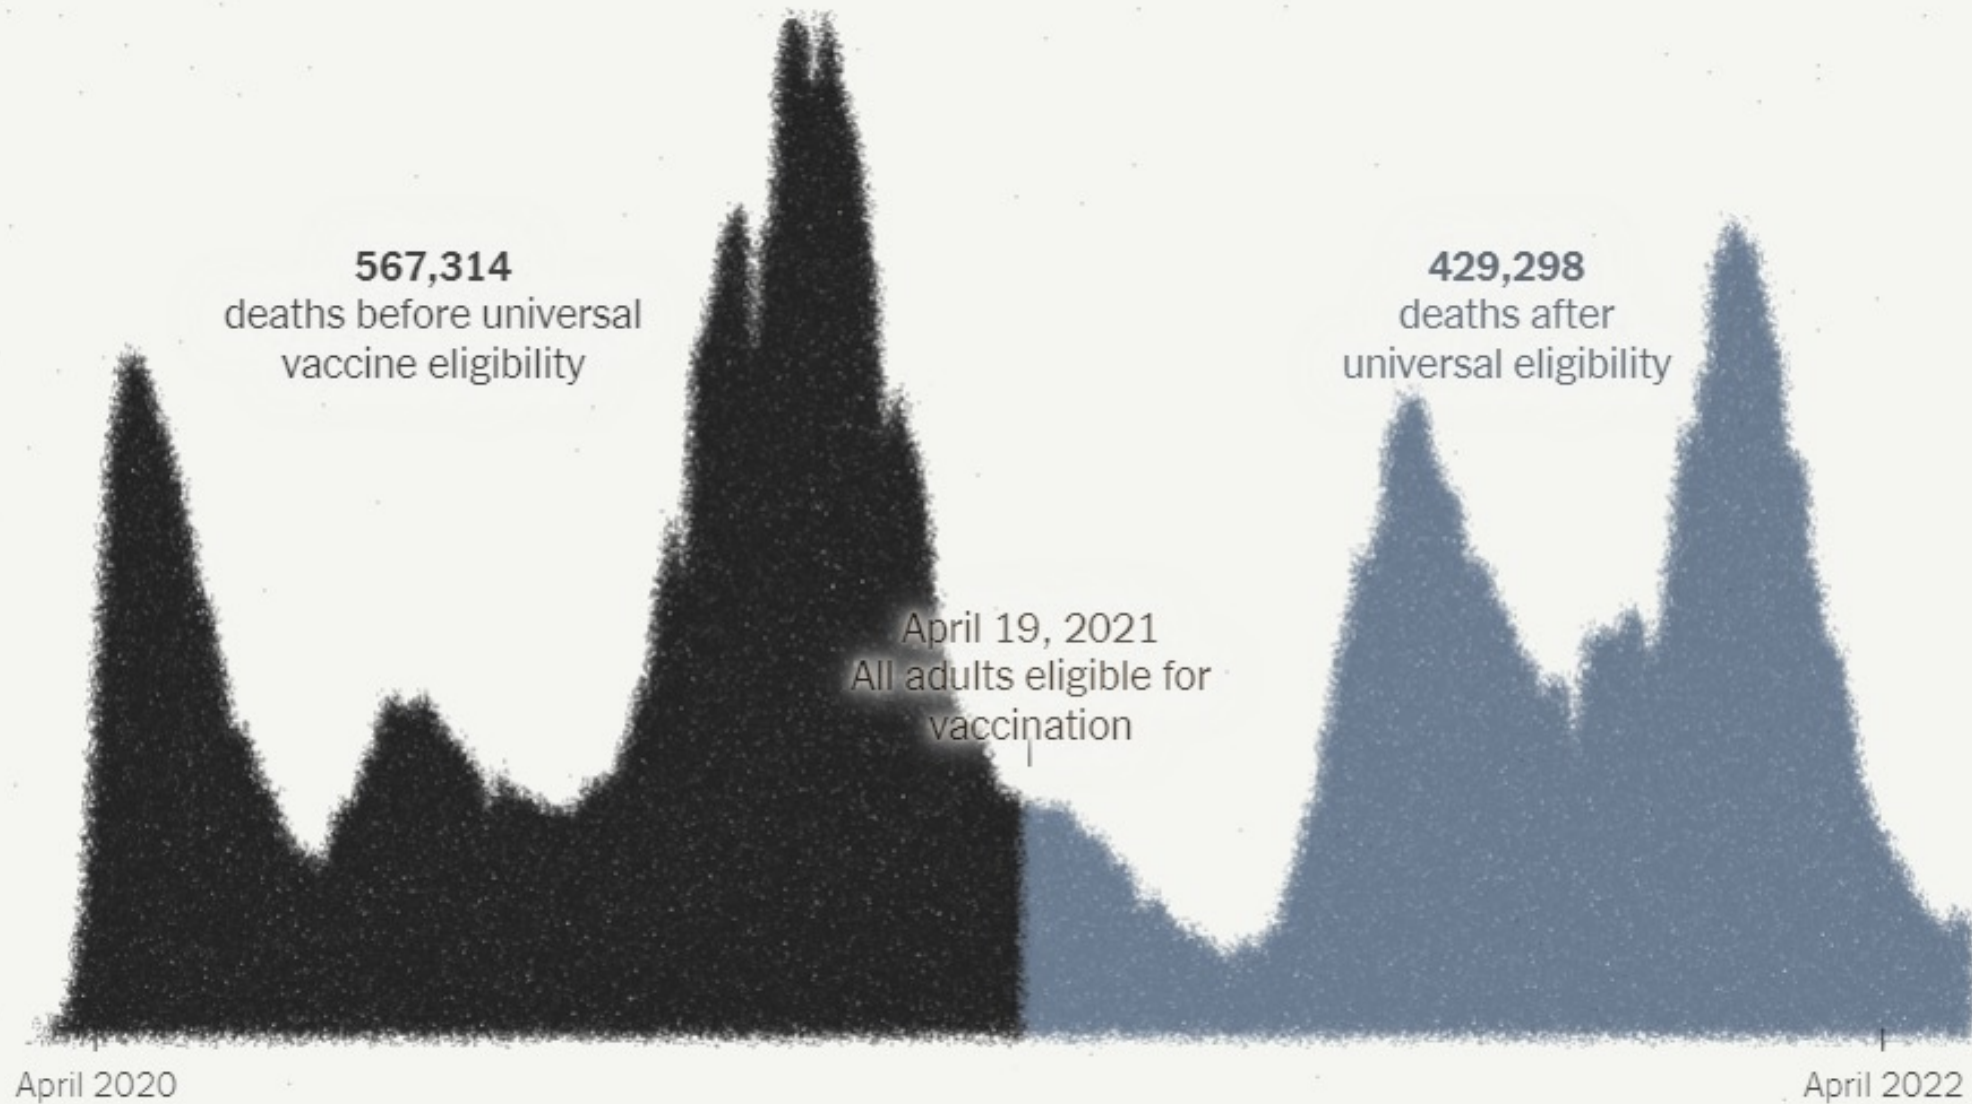 567,314
deaths before universal
vaccine eligibility
429,298
deaths after
universal eligibility
April 19, 2021
All adults eligible for
vaccination
April 2020
April 2022